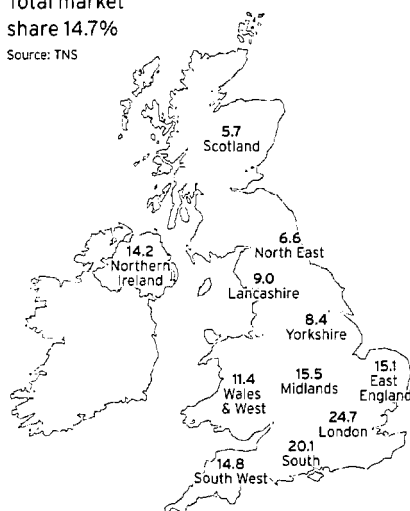 Total market
share 14.7%
Source: TNS
5.7
Scotland
6.6
North East
14.2
Northern
Ireland
9.0
Lancashire
8.4
Yorkshire
15.5
Midlands
15.1
East
England
11.4
Wales
& West
24.7
London
20.1
South
14.8
South West